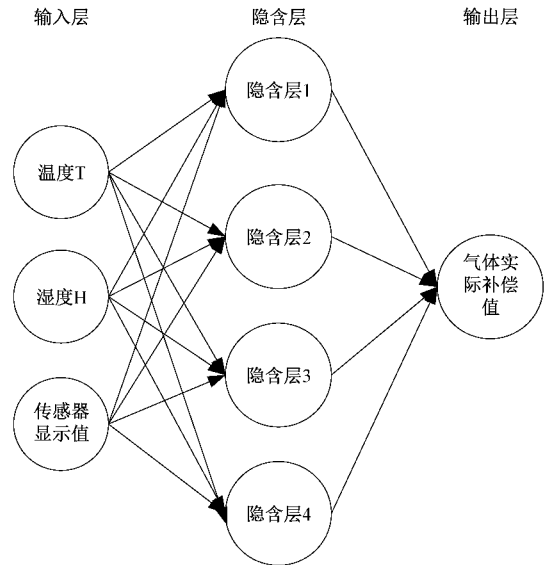 输入层
隐含层
输出层
温度T
湿度H
传感器
显示值
隐含层1
隐含层2
隐含层3
隐含层4
气体实
际补偿
值